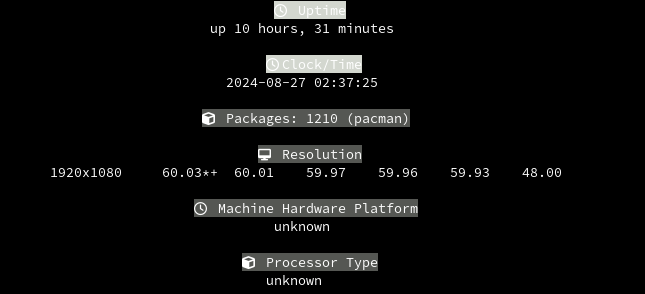 Uptime
up 10 hours, 31 minutes
Clock/Time
2024-08-27 02:37:25
Packages: 1210 (pacman)
Resolution
1920x1080 60.03*+ 60.01 59.97 59.96 59.93 48.00
Machine Hardware Platform
unknown
Processor Type
unknown